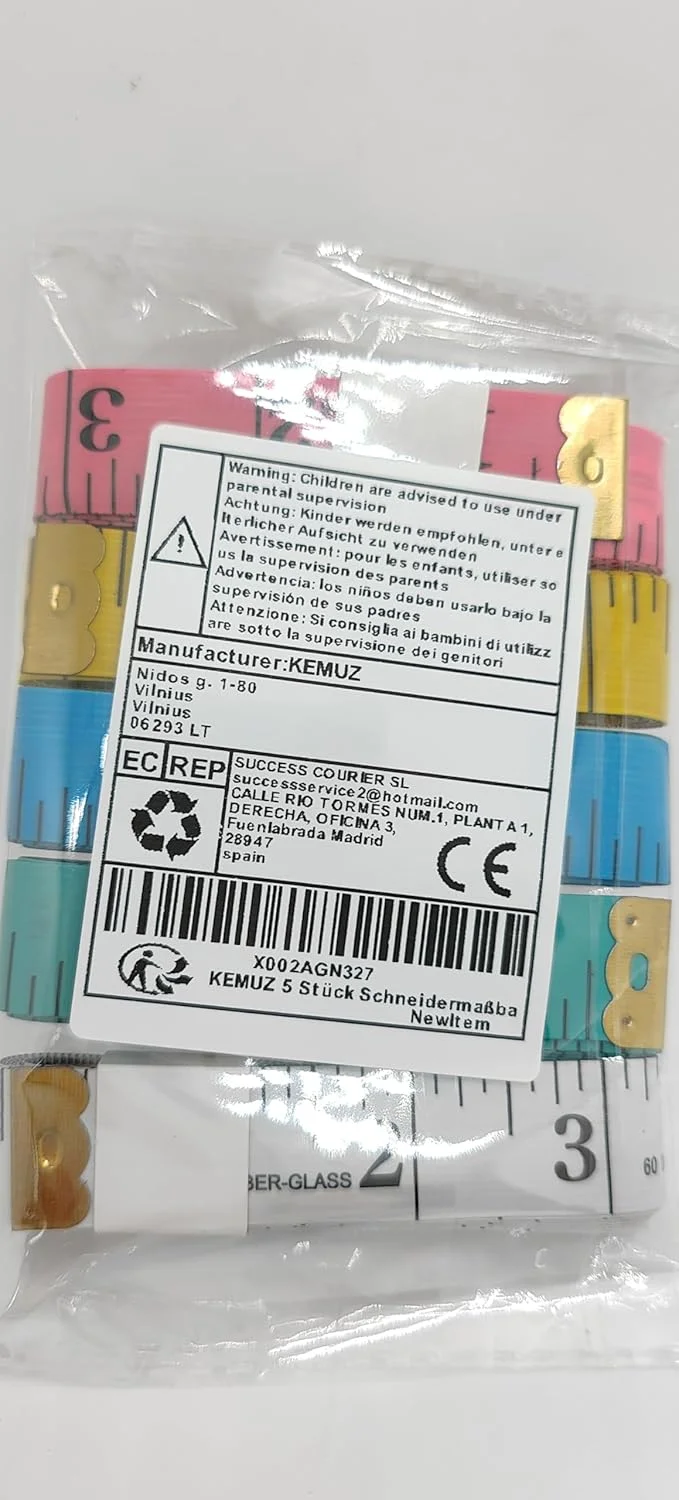 3
2
Warning: Children are advised to use under
parental supervision
Achtung: Kinder werden empfohlen, untere
lterlicher Aufsicht zu verwenden
Avertissement: pour les enfants, utiliser so
us la supervision des parents
Advertencia: los niños deben usarlo bajo la
supervisión de sus padres
Attenzione: Si consiglia ai bambini di utilizz
are sotto la supervisione dei genitori
Manufacturer:KEMUZ
Nidos g. 1-80
Vilnius
Vilnius
06293 LT
EC REP
SUCCESS COURIER SL
successservice2@hotmail.com
CALLE RIO TORMES NUM.1, PLANTA 1,
DERECHA, OFICINA 3,
Fuenlabrada Madrid
28947
spain
CE
X002AGN327
KEMUZ 5 Stück Schneidermaßba
NewItem
BER-GLASS 2 3 60